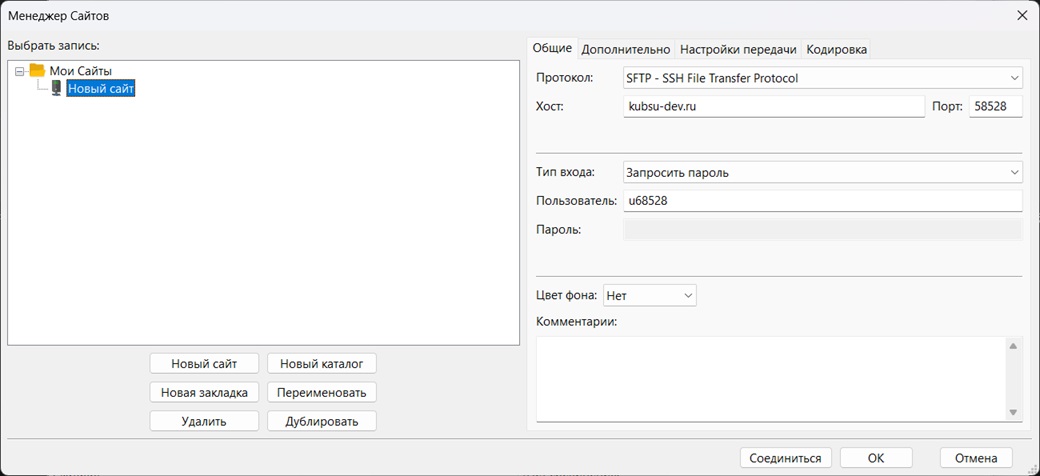 Менеджер Сайтов
Выбрать запись:
Мои Сайты
Новый сайт
Новый сайт Новый каталог
Новая закладка Переименовать
Удалить Дублировать
Общие Дополнительно Настройки передачи Кодировка
Протокол: SFTP - SSH File Transfer Protocol
Хост: kubsu-dev.ru Порт: 58528
Тип входа: Запросить пароль
Пользователь: u68528
Пароль:
Цвет фона: Нет
Комментарии:
Соединиться ОК Отмена